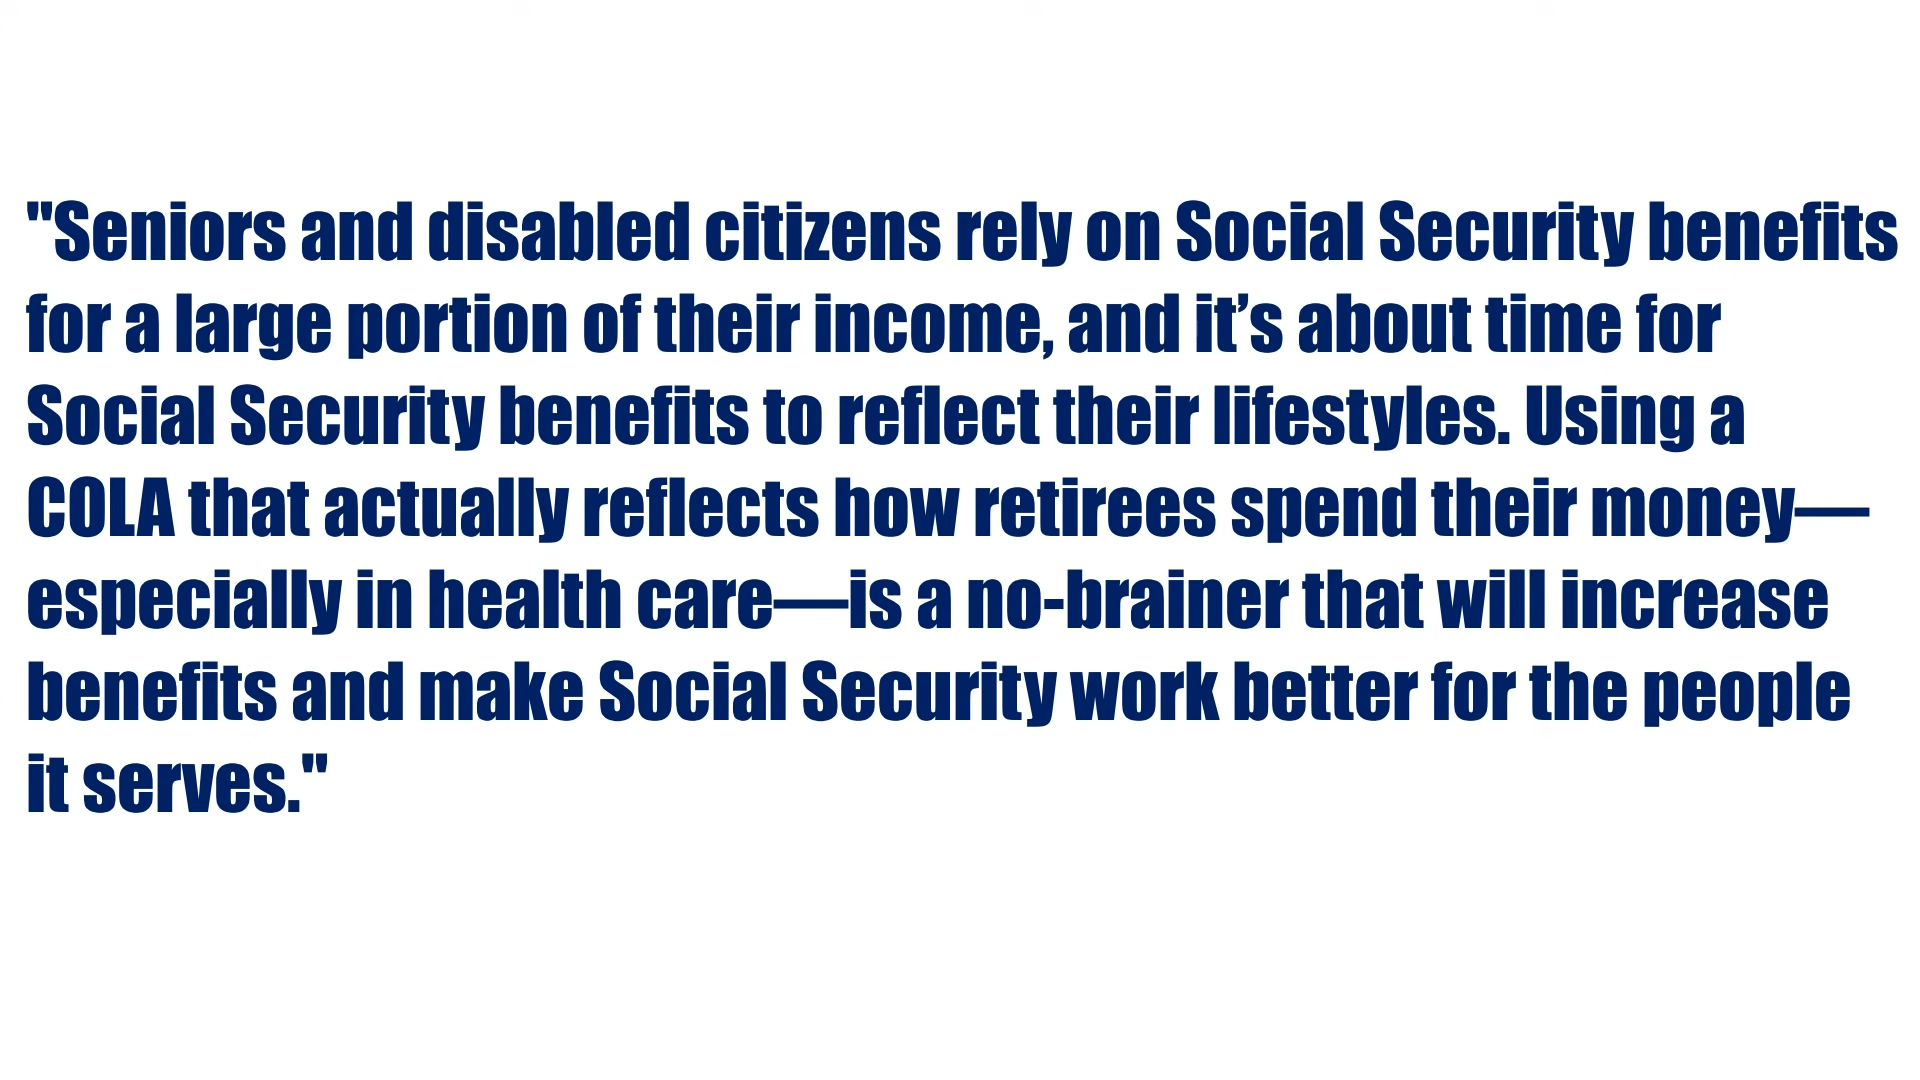 "Seniors and disabled citizens rely on Social Security benefits
for a large portion of their income, and it’s about time for
Social Security benefits to reflect their lifestyles. Using a
COLA that actually reflects how retirees spend their money—
especially in health care—is a no-brainer that will increase
benefits and make Social Security work better for the people
it serves."